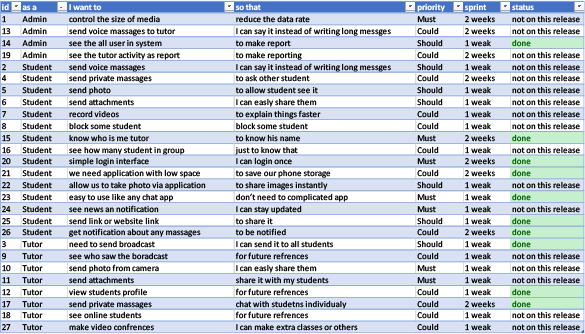 id as a I want to so that priority sprint status
1 Admin control the size of media reduce the data rate Must 2 weeks not on this release
13 Admin send voice massages to tutor I can say it instead of writing long messges Could 2 weeks not on this release
14 Admin see the all user in system to make report Should 1 weak done
19 Admin see the tutor activity as report to make reporting Could 2 weeks not on this release
2 Student send voice massages I can say it instead of writing long messges Should 1 weak not on this release
4 Student send private massages to ask other student Could 2 weeks not on this release
5 Student send photo to allow student see it Should 1 weak not on this release
6 Student send attachments I can easly share them Should 1 weak not on this release
7 Student record videos to explain things faster Could 1 weak not on this release
8 Student block some student block some student Could 1 weak not on this release
15 Student know who is me tutor to know his name Must 2 weeks done
16 Student see how many student in group just to know that Could 1 weak not on this release
20 Student simple login interface I can login once Must 2 weeks done
21 Student we need application with low space to save our phone storage Could 2 weeks done
22 Student allow us to take photo via application to share images instantly Should 1 weak not on this release
23 Student easy to use like any chat app don't need to complicated app Must 1 weak done
24 Student see news an notification I can stay updated Must 1 weak not on this release
25 Student send link or website link to share it Should 1 weak done
26 Student get notification about any massages to be notified Could 2 weeks done
3 Tutor need to send broadcast I can send it to all students Should 1 weak done
9 Tutor see who saw the boradcast for future refrences Could 1 weak not on this release
10 Tutor send photo from camera I can easly share them Must 1 weak not on this release
11 Tutor send attachments share it with my students Must 1 weak not on this release
12 Tutor view students profile for future refrences Could 1 weak done
17 Tutor send private massages chat with studetns individualy Could 2 weeks done
18 Tutor see online students for future refrences Could 1 weak not on this release
27 Tutor make video confrences I can make extra classes or others Could 1 weak not on this release